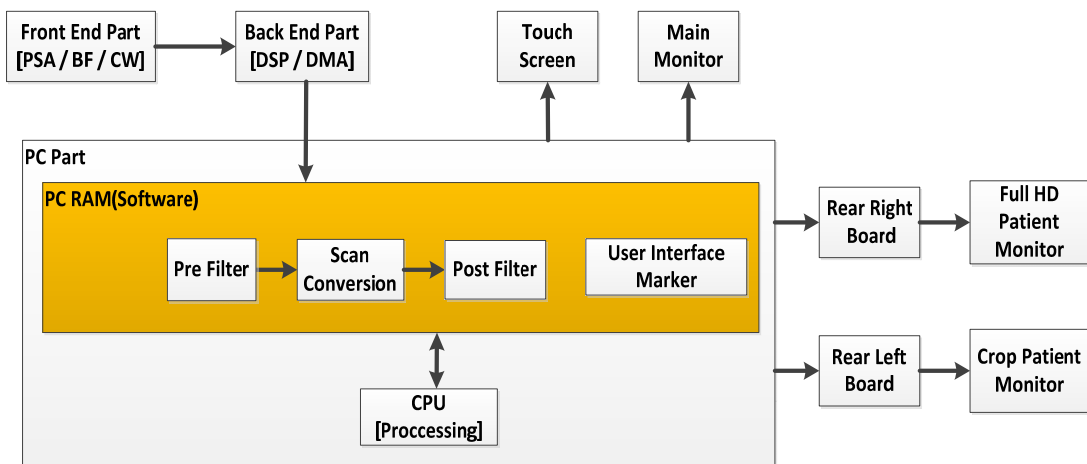 Front End Part
[PSA / BF / CW]
Back End Part
[DSP / DMA]
Touch
Screen
Main
Monitor
PC Part
PC RAM(Software)
Pre Filter
Scan
Conversion
Post Filter
User Interface
Marker
CPU
[Proccessing]
Rear Right
Board
Full HD
Patient
Monitor
Rear Left
Board
Crop Patient
Monitor